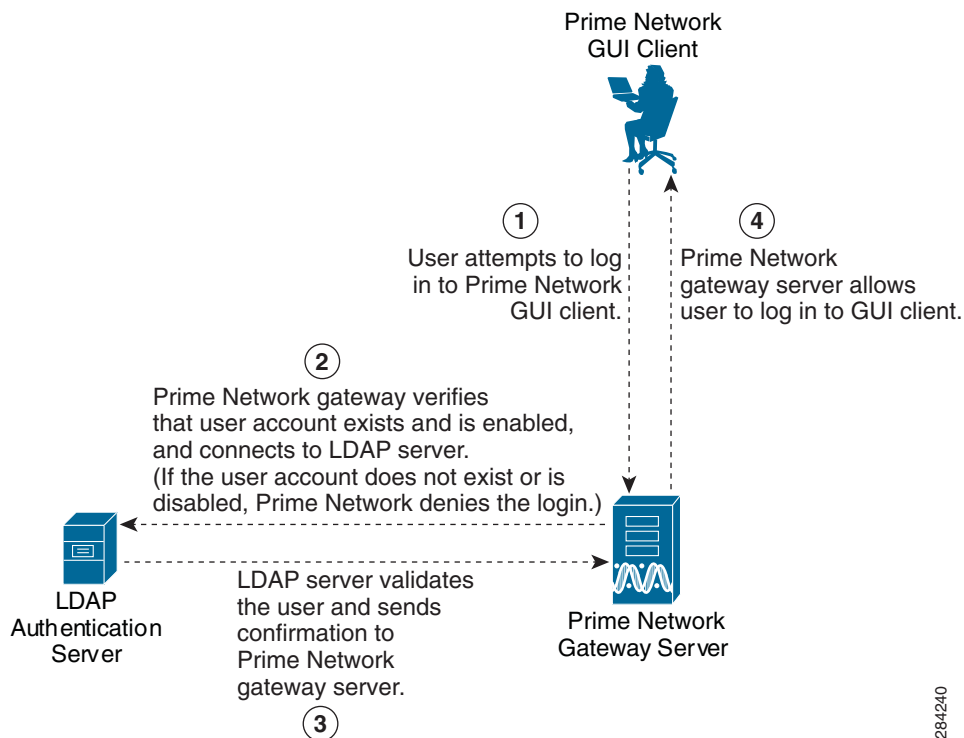 Prime Network
GUI Client
1
User attempts to log
in to Prime Network
GUI client.
4
Prime Network
gateway server allows
user to log in to GUI client.
2
Prime Network gateway verifies
that user account exists and is enabled,
and connects to LDAP server.
(If the user account does not exist or is
disabled, Prime Network denies the login.)
LDAP
Authentication
Server
LDAP server validates
the user and sends
confirmation to
Prime Network
gateway server.
3
Prime Network
Gateway Server
284240